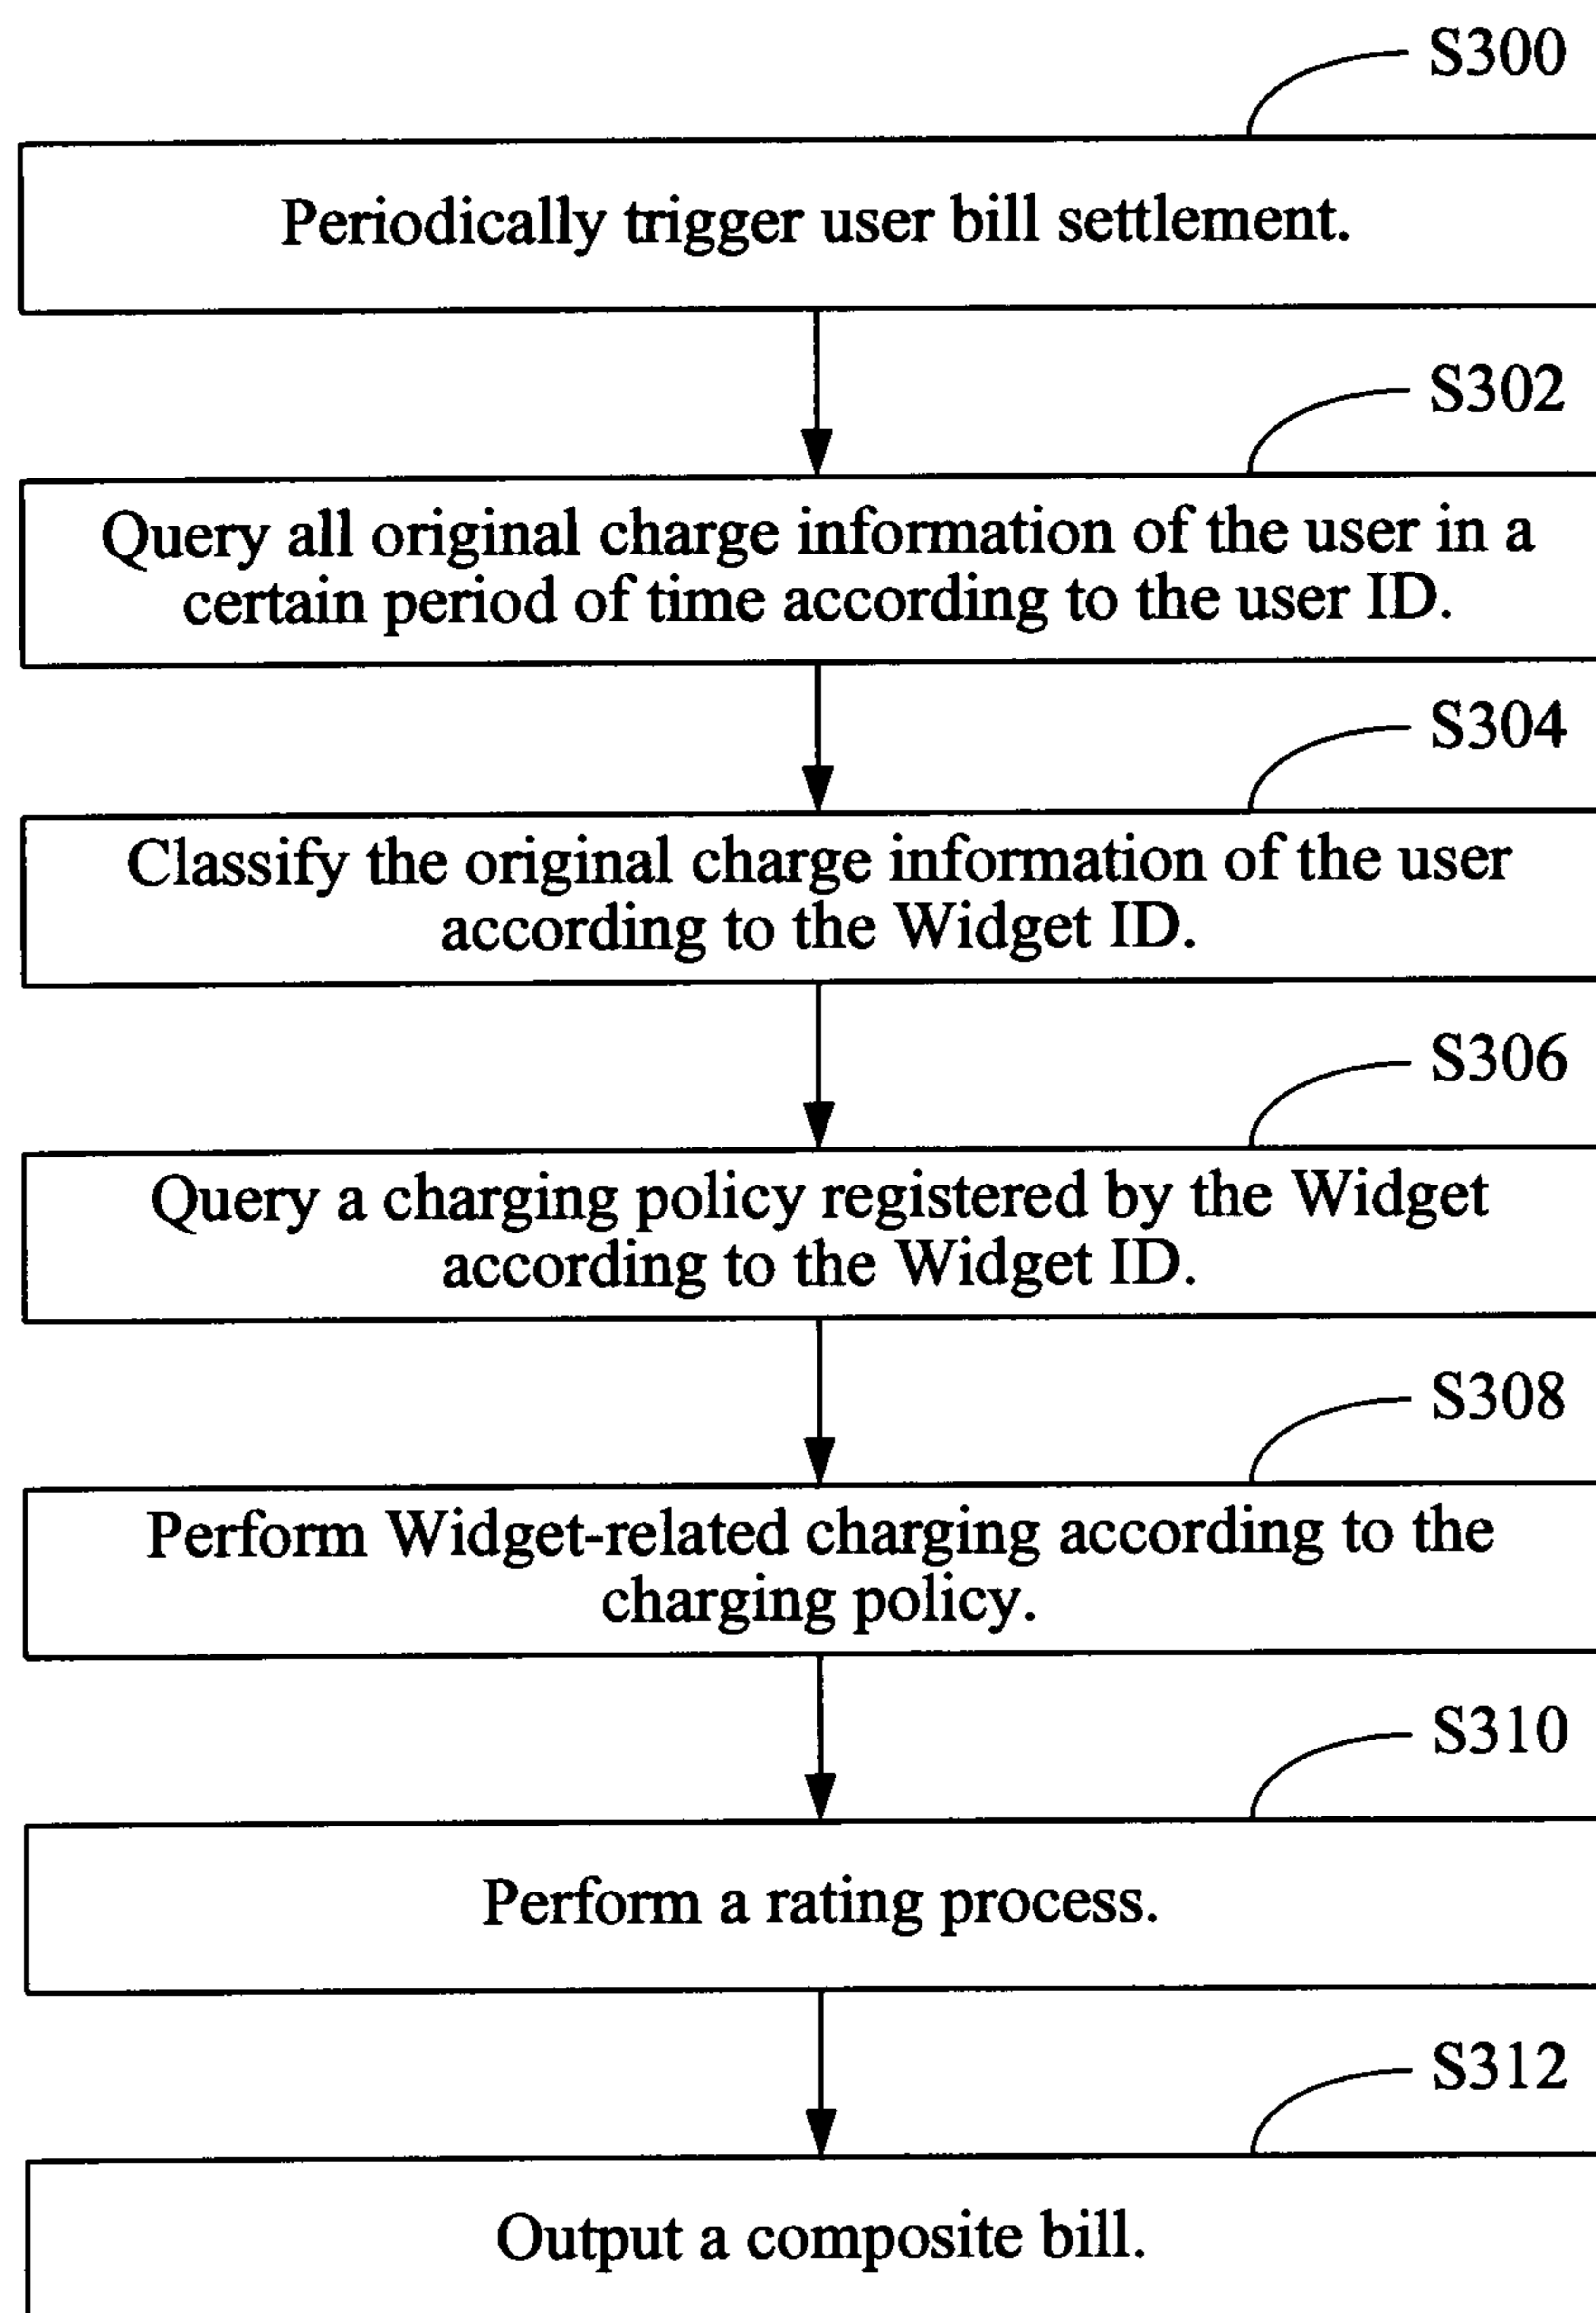 S300
Periodically trigger user bill settlement.
S302
Query all original charge information of the user in a
certain period of time according to the user ID.
S304
Classify the original charge information of the user
according to the Widget ID.
S306
Query a charging policy registered by the Widget
according to the Widget ID.
S308
Perform Widget-related charging according to the
charging policy.
S310
Perform a rating process.
S312
Output a composite bill.